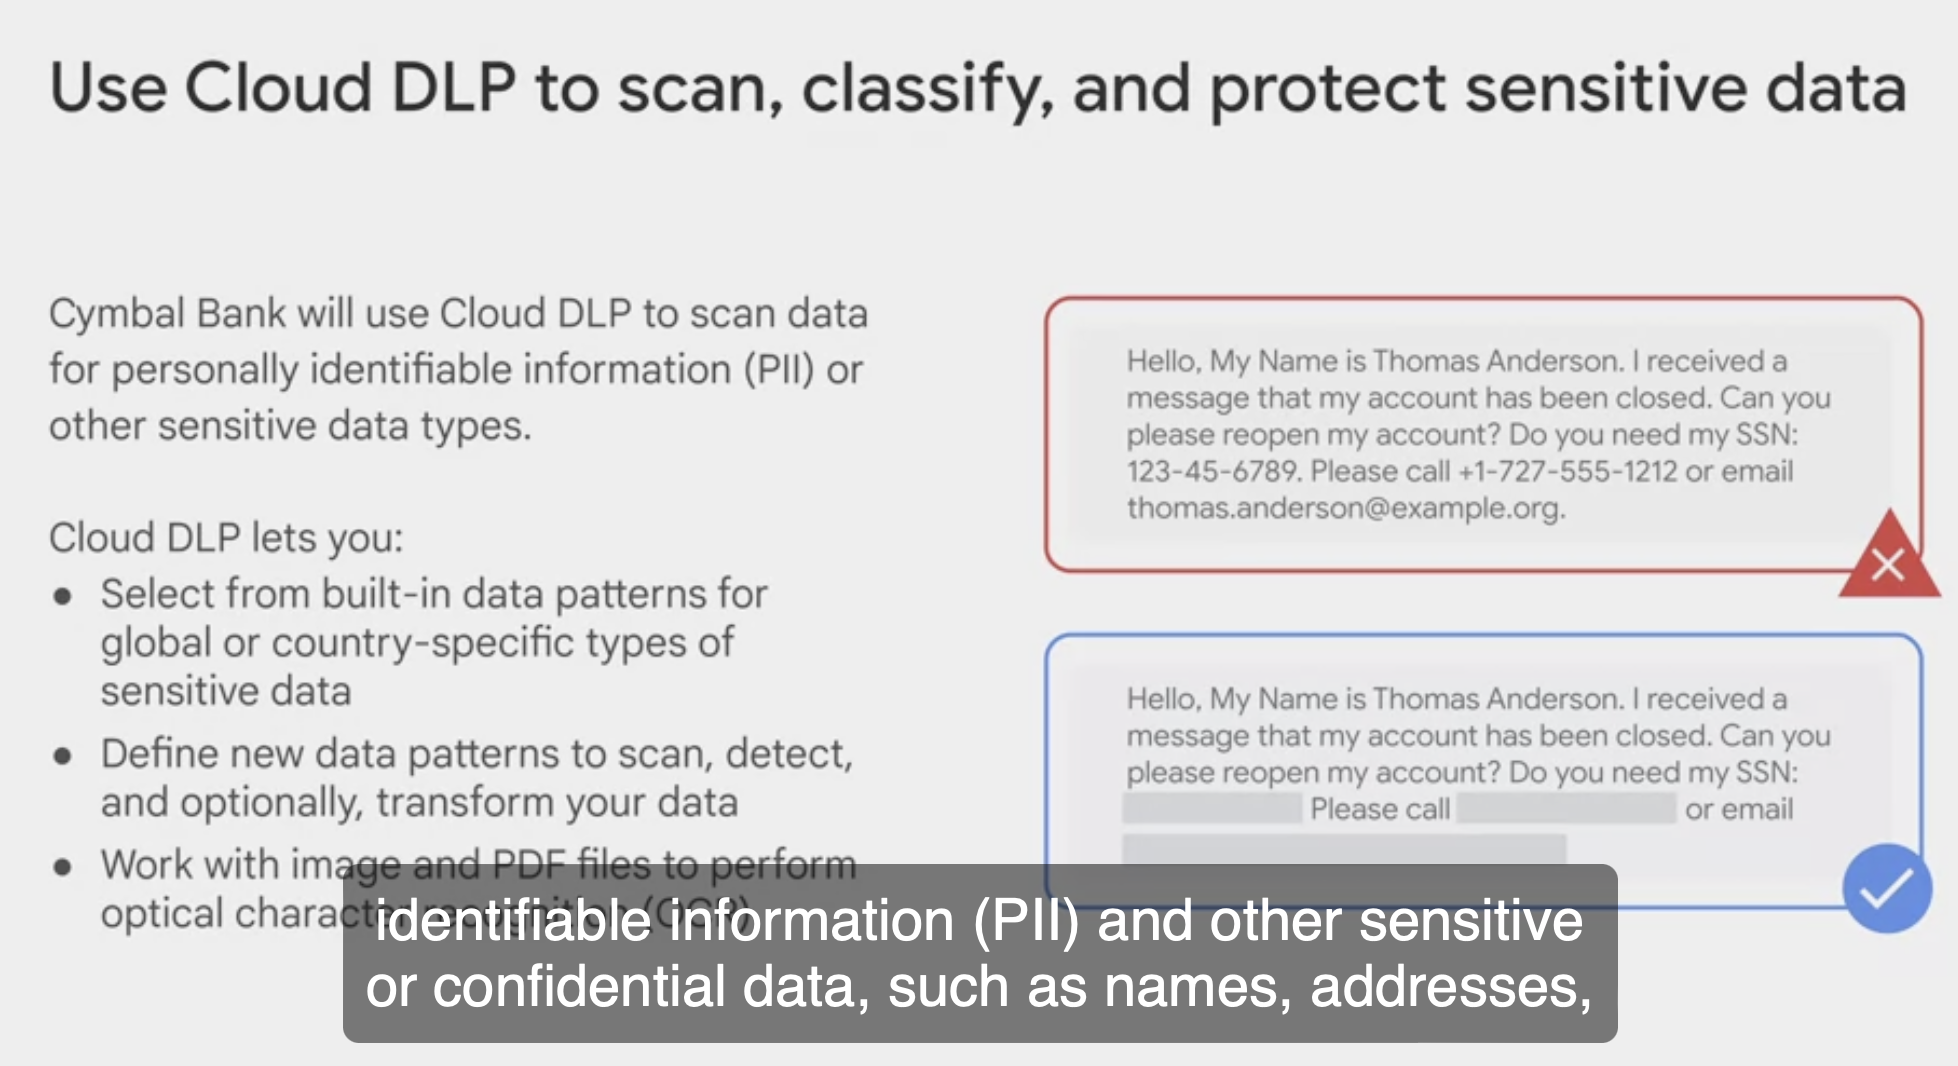 Use Cloud DLP to scan, classify, and protect sensitive data
Cymbal Bank will use Cloud DLP to scan data
for personally identifiable information (PII) or
other sensitive data types.
Cloud DLP lets you:
● Select from built-in data patterns for
global or country-specific types of
sensitive data
● Define new data patterns to scan, detect,
and optionally, transform your data
● Work with image and PDF files to perform
optical character recognition (OCR)
Hello, My Name is Thomas Anderson. I received a
message that my account has been closed. Can you
please reopen my account? Do you need my SSN:
123-45-6789. Please call +1-727-555-1212 or email
thomas.anderson@example.org.
Hello, My Name is Thomas Anderson. I received a
message that my account has been closed. Can you
please reopen my account? Do you need my SSN:
Please call or email
identifiable information (PII) and other sensitive
or confidential data, such as names, addresses,